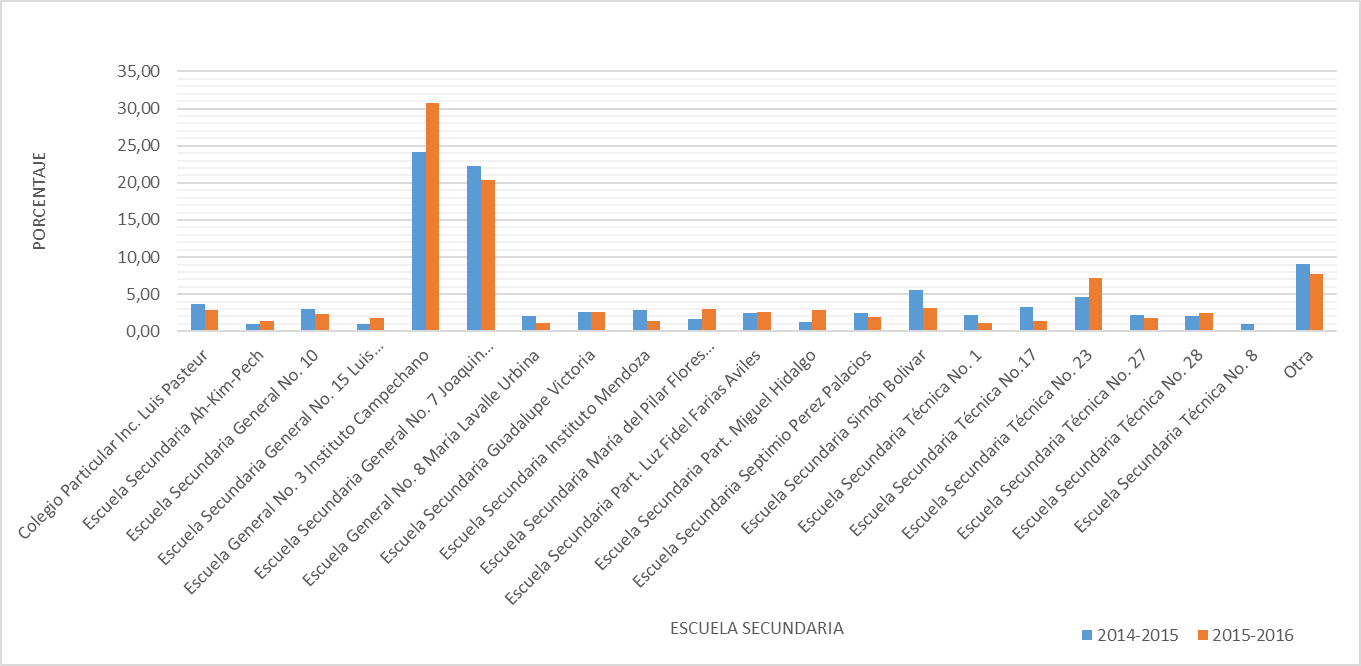 PORCENTAJE
35,00
30,00
25,00
20,00
15,00
10,00
5,00
0,00
Colegio Particular Inc. Luis Pasteur
Escuela Secundaria Ah-Kim-Pech
Escuela Secundaria General No. 10
Escuela Secundaria General No. 15 Luis…
Escuela General No. 3 Instituto Campechano
Escuela Secundaria General No. 7 Joaquin…
Escuela General No. 8 María Lavalle Urbina
Escuela Secundaria Guadalupe Victoria
Escuela Secundaria Instituto Mendoza
Escuela Secundaria María del Pilar Flores…
Escuela Secundaria Part. Luz Fidel Farias Aviles
Escuela Secundaria Part. Miguel Hidalgo
Escuela Secundaria Septimio Perez Palacios
Escuela Secundaria Simón Bolivar
Escuela Secundaria Técnica No. 1
Escuela Secundaria Técnica No.17
Escuela Secundaria Técnica No. 23
Escuela Secundaria Técnica No. 27
Escuela Secundaria Técnica No. 28
Escuela Secundaria Técnica No. 8
Otra
ESCUELA SECUNDARIA
2014-2015
2015-2016